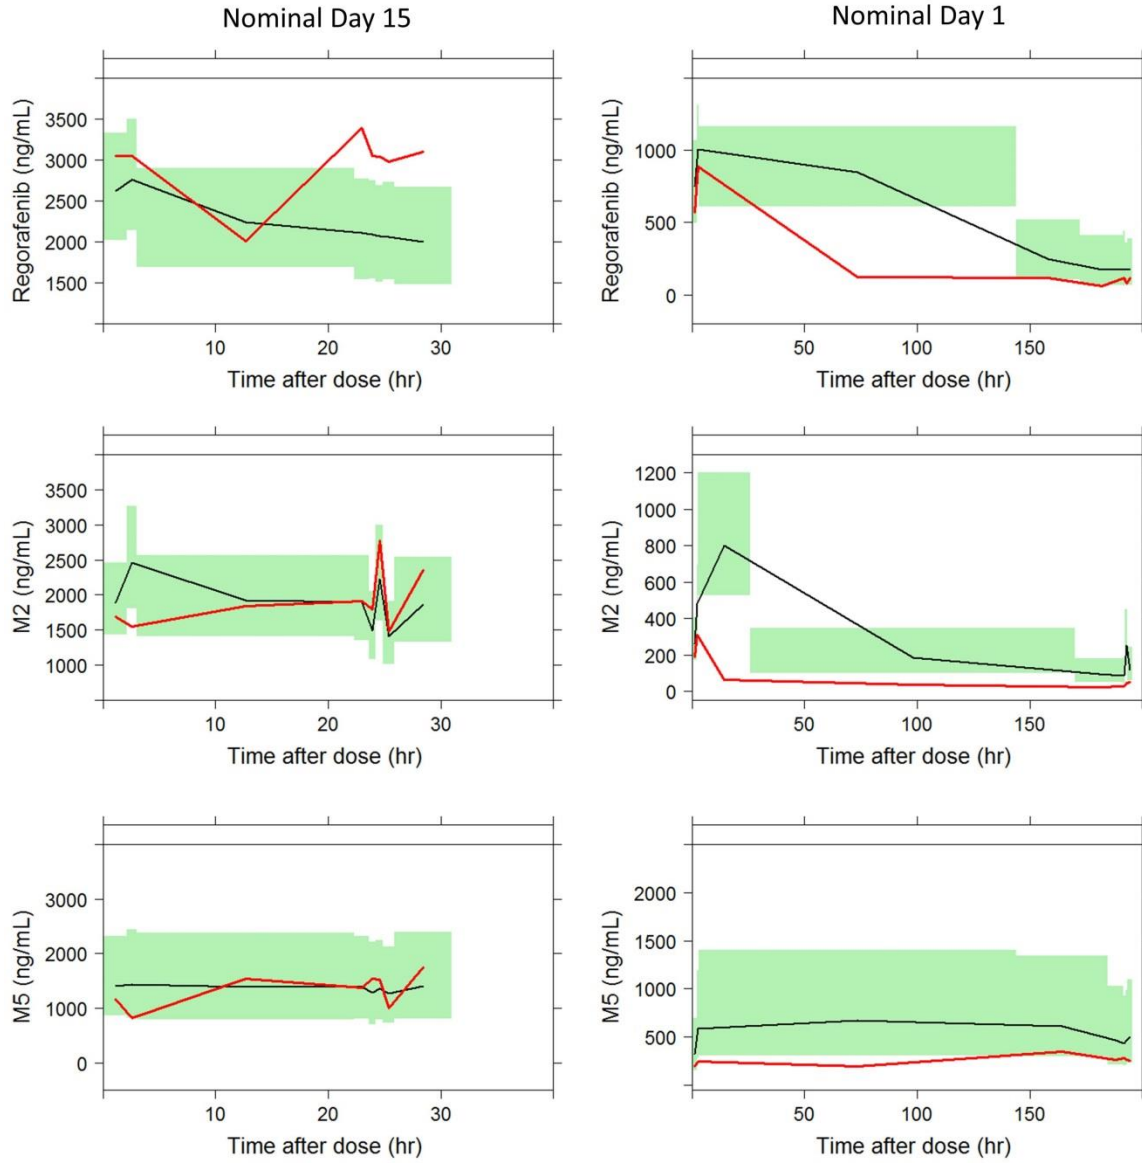 Nominal Day 15
Nominal Day 1
Regorafenib (ng/mL)
3500
3000
2500
2000
1500
10 20 30
Time after dose (hr)
Regorafenib (ng/mL)
1000
500
0
50 100 150
Time after dose (hr)
M2 (ng/mL)
3500
3000
2500
2000
1500
1000
10 20 30
Time after dose (hr)
M2 (ng/mL)
1200
1000
800
600
400
200
0
50 100 150
Time after dose (hr)
M5 (ng/mL)
3000
2000
1000
0
10 20 30
Time after dose (hr)
M5 (ng/mL)
2000
1500
1000
500
50 100 150
Time after dose (hr)